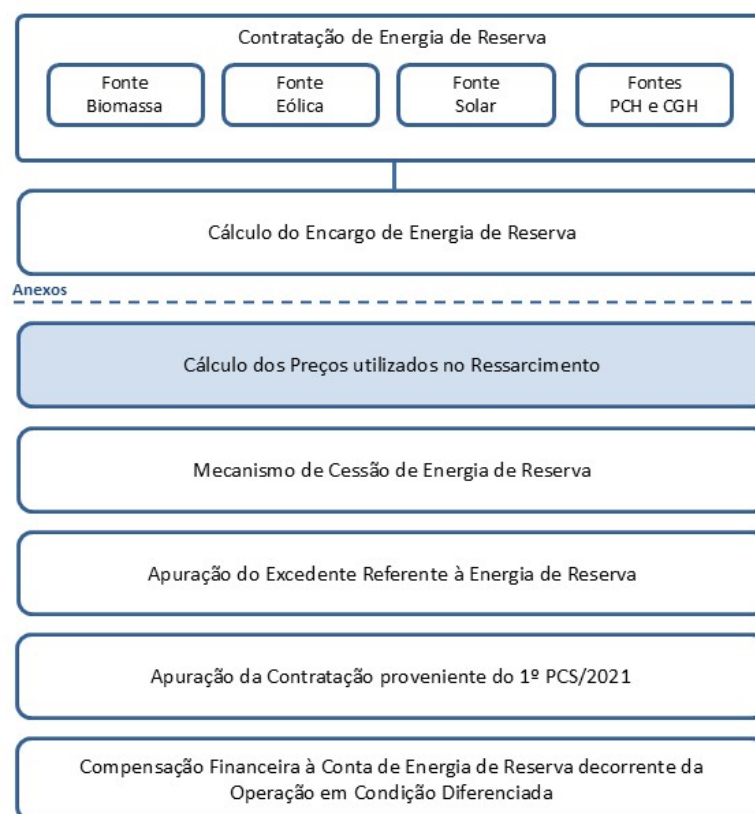 Contratação de Energia de Reserva
Fonte
Biomassa
Fonte
Eólica
Fonte
Solar
Fontes
PCH e CGH
Cálculo do Encargo de Energia de Reserva
Anexos
Cálculo dos Preços utilizados no Ressarcimento
Mecanismo de Cessão de Energia de Reserva
Apuração do Excedente Referente à Energia de Reserva
Apuração da Contratação proveniente do 1º PCS/2021
Compensação Financeira à Conta de Energia de Reserva decorrente da
Operação em Condição Diferenciada